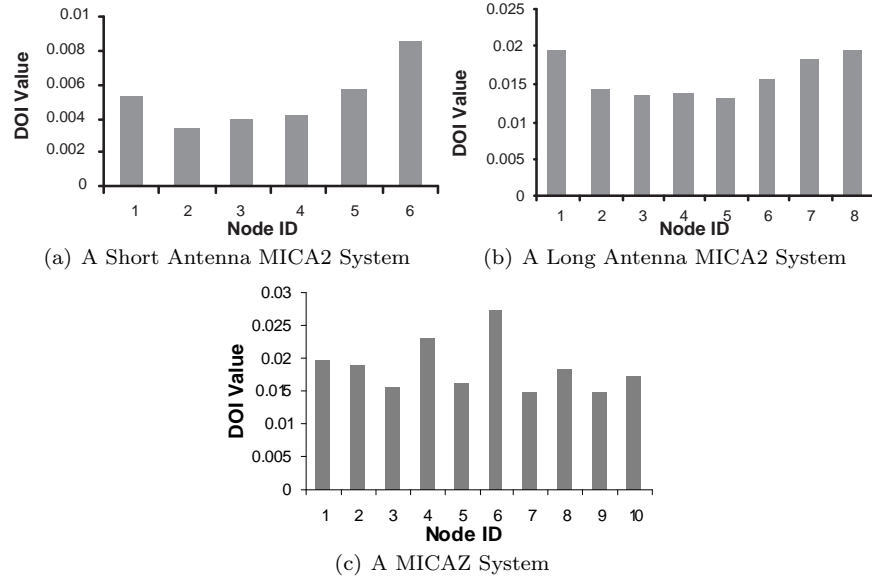 0.01
0.008
0.006
0.004
0.002
0
DOI Value
1 2 3 4 5 6
Node ID
(a) A Short Antenna MICA2 System
0.025
0.02
0.015
0.01
0.005
0
DOI Value
1 2 3 4 5 6 7 8
Node ID
(b) A Long Antenna MICA2 System
0.03
0.025
0.02
0.015
0.01
0.005
0
DOI Value
1 2 3 4 5 6 7 8 9 10
Node ID
(c) A MICAZ System